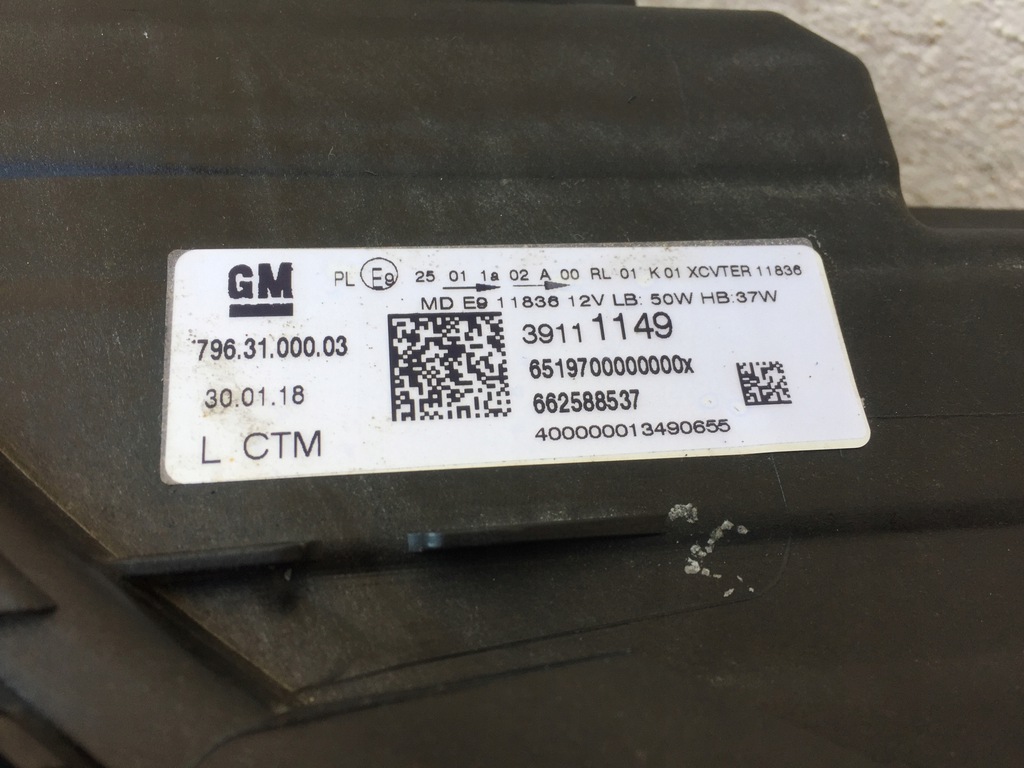 GM
PL E9 25 01 1a 02 A 00 RL 01 K 01 XCVTER 11836
MD E9 11836 12V LB: 50W HB:37W
39111149
796.31.000.03
6519700000000x
30.01.18
662588537
L CTM
400000013490655